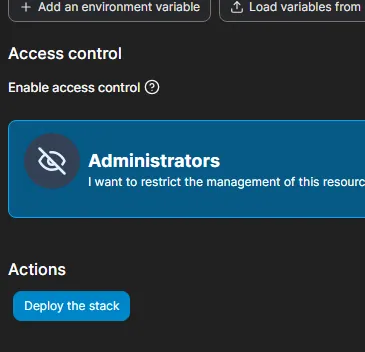 Add an environment variable
Load variables from
Access control
Enable access control
Administrators
I want to restrict the management of this resourc
Actions
Deploy the stack